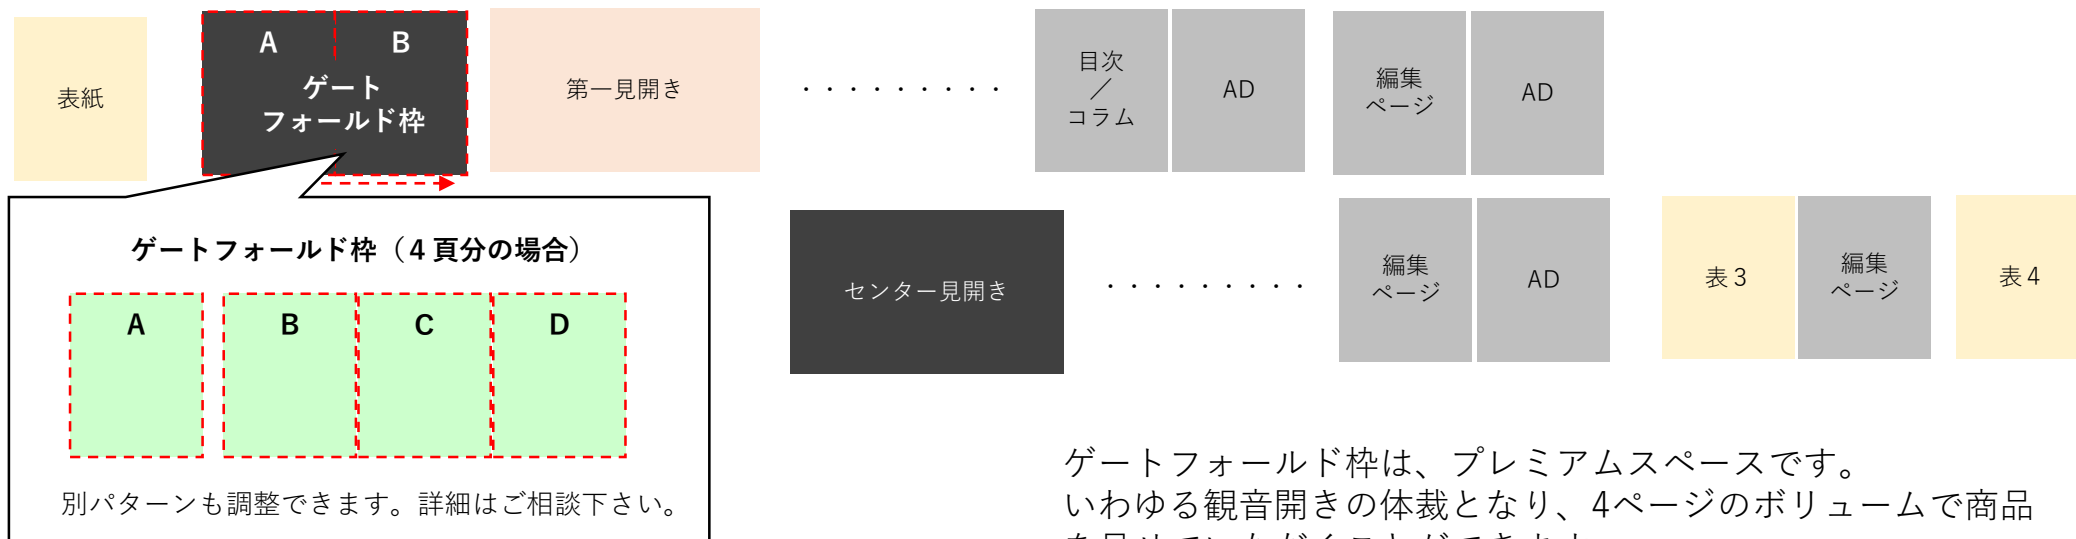 表紙
A
B
ゲート
フォールド枠
第一見開き
・・・・・・・・・
目次
／
コラム
AD
編集
ページ
AD
センター見開き
・・・・・・・・・
編集
ページ
AD
表３
編集
ページ
表４
ゲートフォールド枠（４頁分の場合）
A
B
C
D
別パターンも調整できます。詳細はご相談下さい。
ゲートフォールド枠は、プレミアムスペースです。
いわゆる観音開きの体裁となり、4ページのボリュームで商品